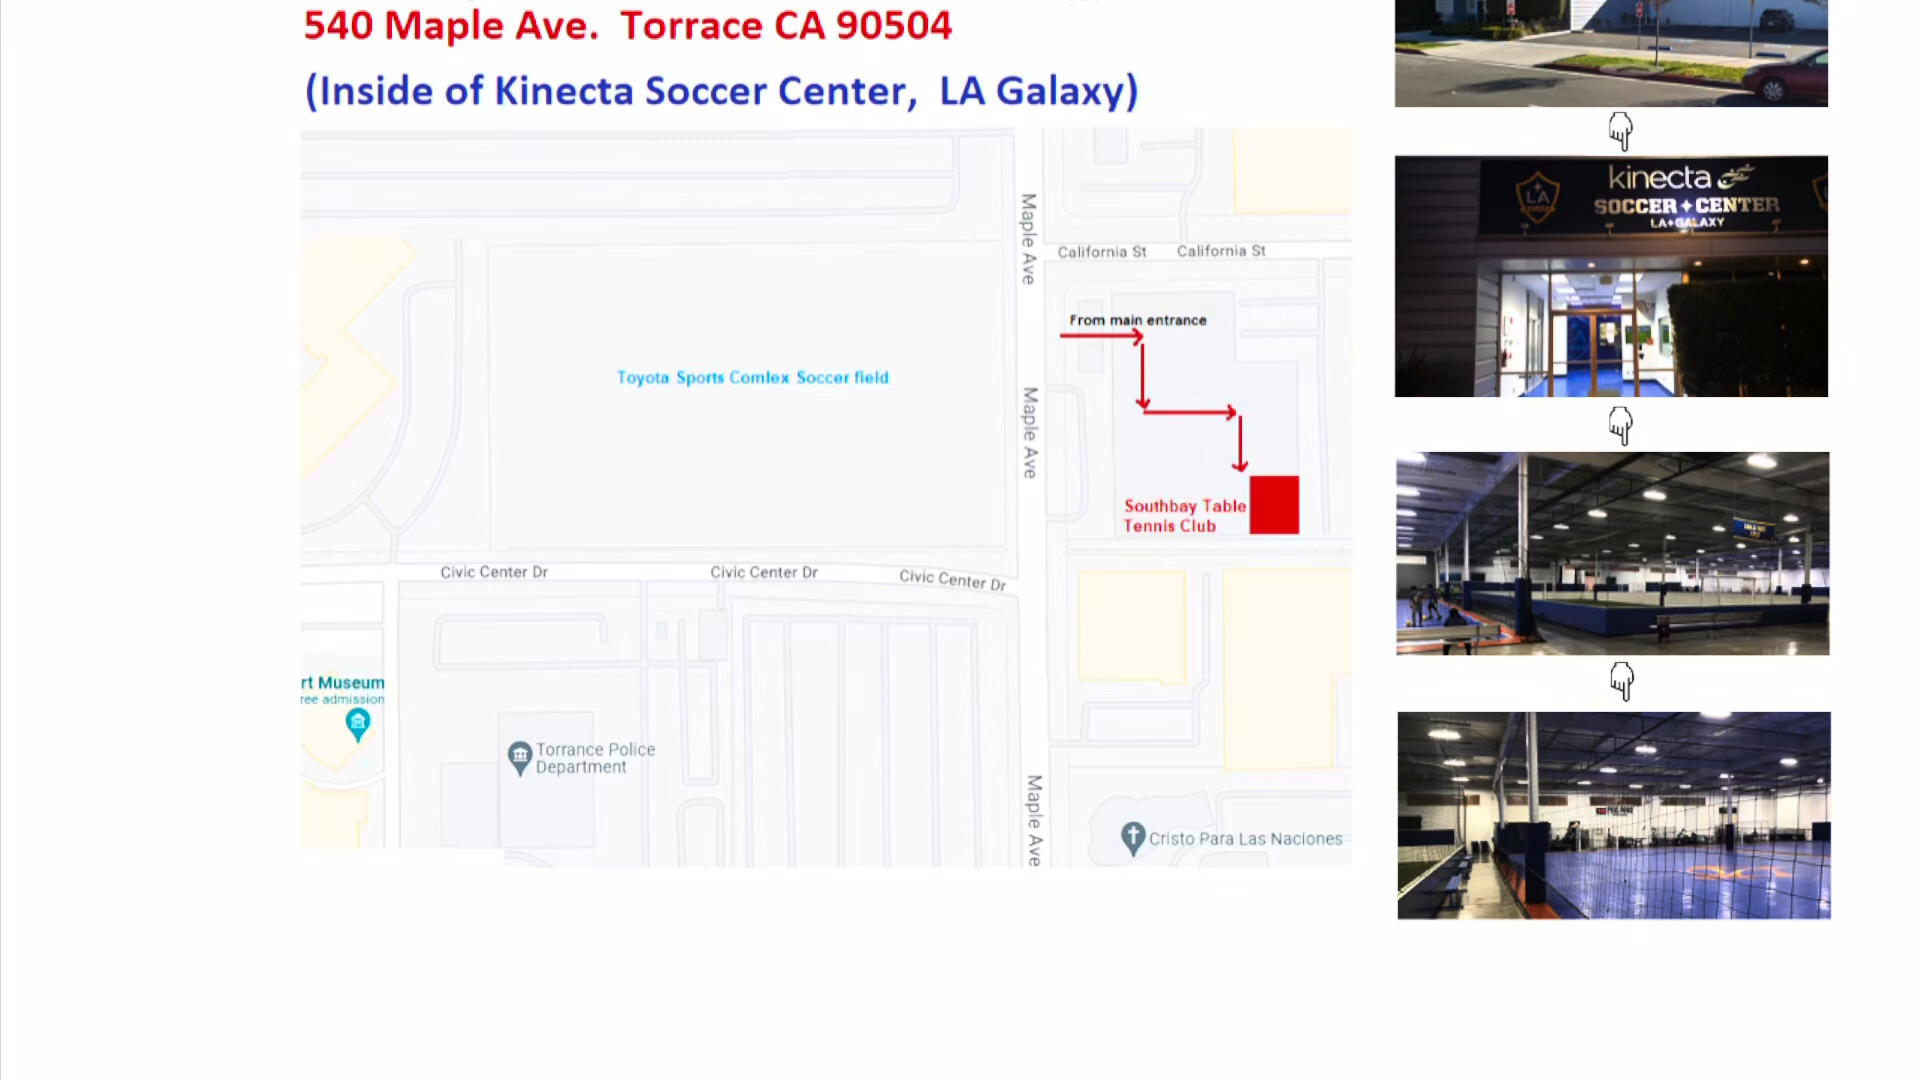 540 Maple Ave.  Torrace CA 90504
(Inside of Kinecta Soccer Center,  LA Galaxy)
Maple Ave
California St
California St
From main entrance
Toyota Sports Comlex Soccer field
Maple Ave
Southbay Table
Tennis Club
Civic Center Dr
Civic Center Dr
Civic Center Dr
rt Museum
ree admission
Torrance Police
Department
Maple Ave
Cristo Para Las Naciones
LA
kinecta
SOCCER CENTER
LA GALAXY